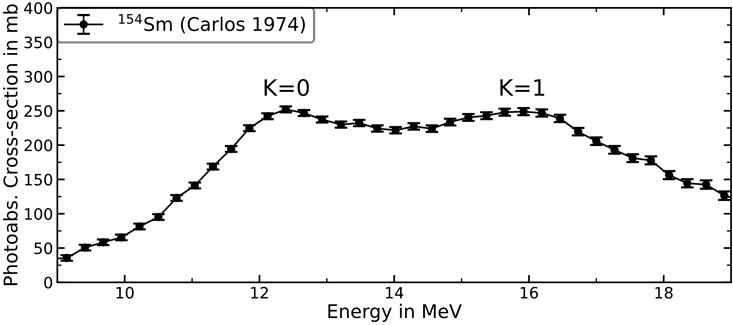 400
350
300
250
200
150
100
50
0
Photoabs. Cross-section in mb
¹⁵⁴Sm (Carlos 1974)
K=0
K=1
10 12 14 16 18
Energy in MeV